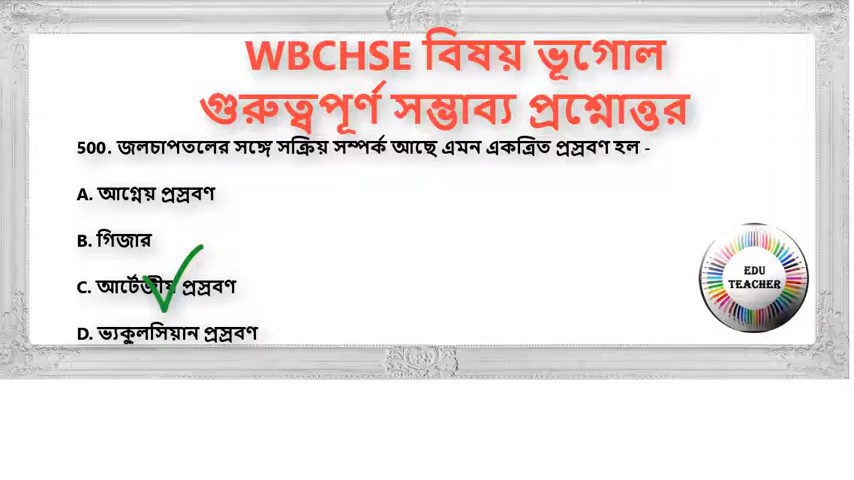 WBCHSE বিষয় ভূগোল
গুরুত্বপূর্ণ সম্ভাব্য প্রশ্নোত্তর
500. জলচাপতলের সঙ্গে সক্রিয় সম্পর্ক আছে এমন একত্রিত প্রস্রবণ হল -
A. আগ্নেয় প্রস্রবণ
B. গিজার
C. আর্টেজীয় প্রস্রবণ
D. ভ্যকুলসিয়ান প্রস্রবণ
EDU
TEACHER